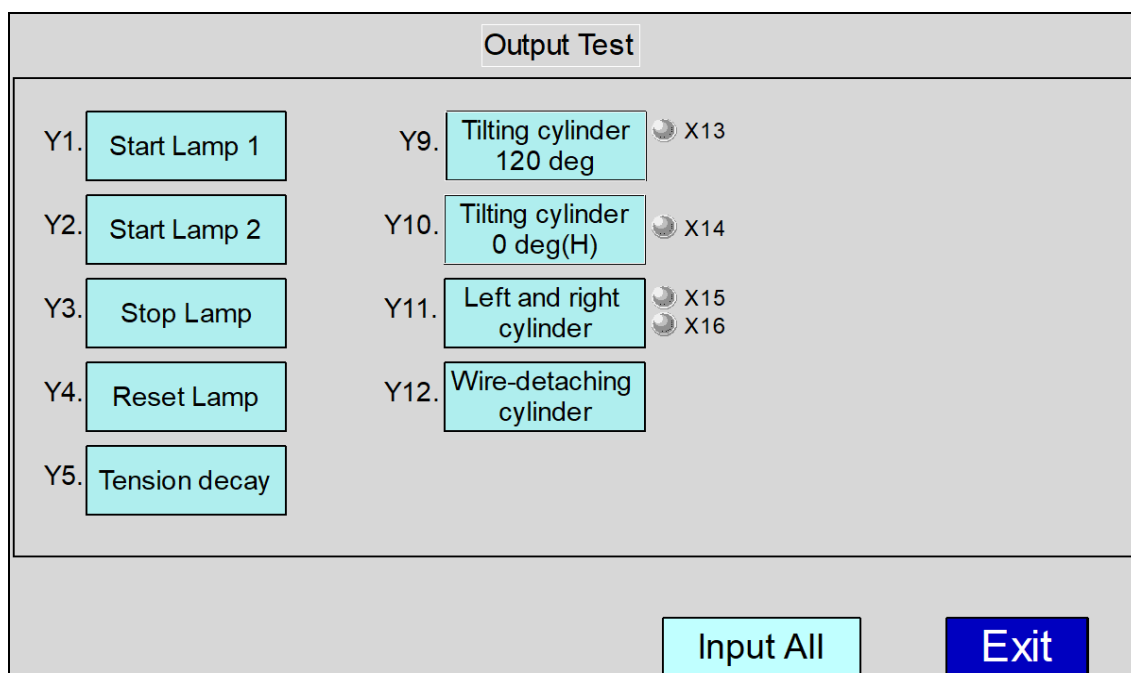 Output Test
Y1. Start Lamp 1
Y2. Start Lamp 2
Y3. Stop Lamp
Y4. Reset Lamp
Y5. Tension decay
Y9. Tilting cylinder
120 deg
X13
Y10. Tilting cylinder
0 deg(H)
X14
Y11. Left and right
cylinder
X15
X16
Y12. Wire-detaching
cylinder
Input All
Exit